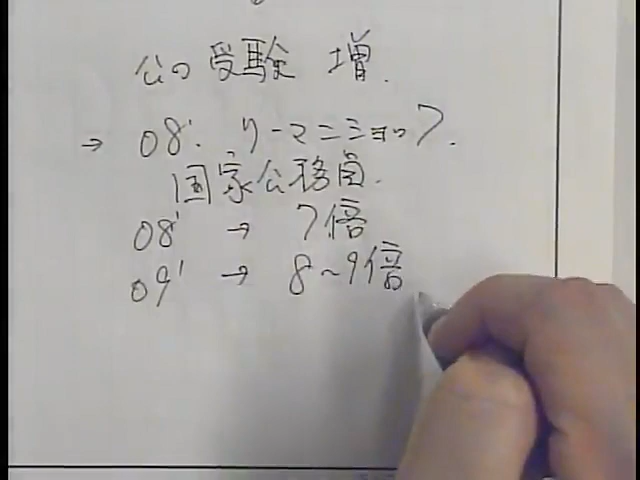 公の受験 増.
→ 08'. リーマンショック.
国家公務員.
08' → 7倍
09' → 8~9倍